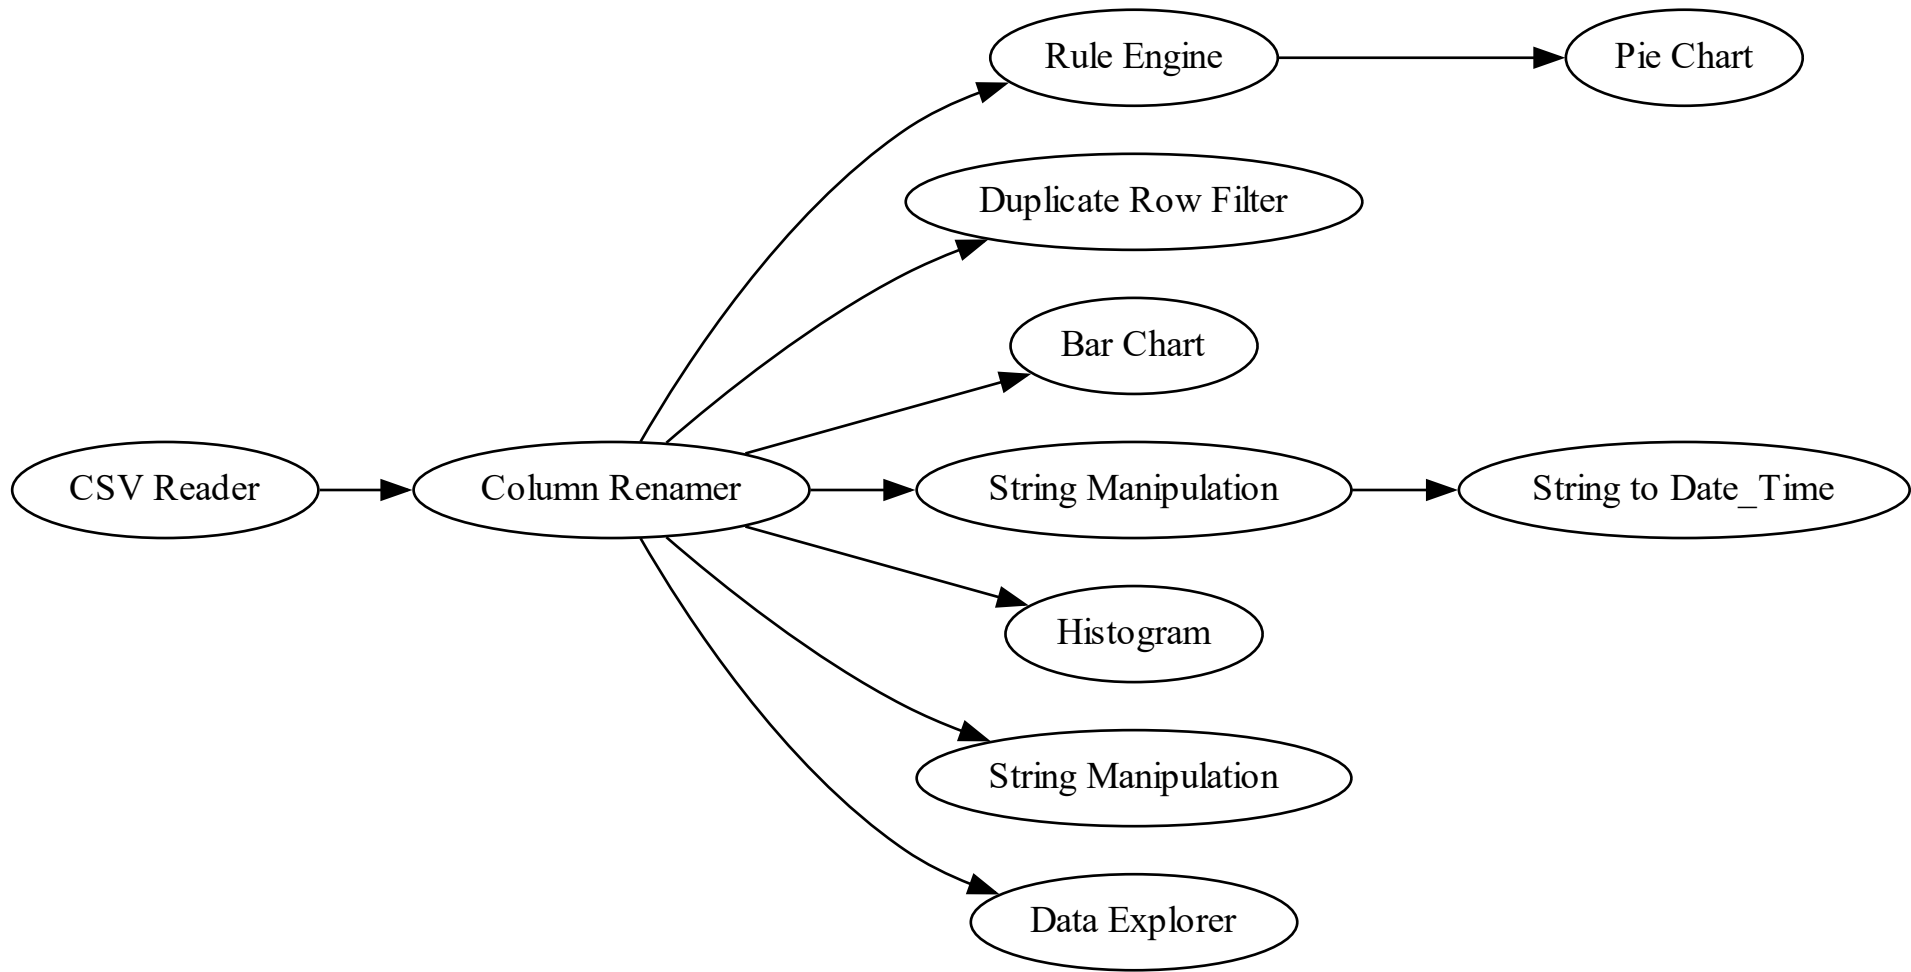 Rule Engine
Pie Chart
Duplicate Row Filter
Bar Chart
CSV Reader
Column Renamer
String Manipulation
String to Date_Time
Histogram
String Manipulation
Data Explorer